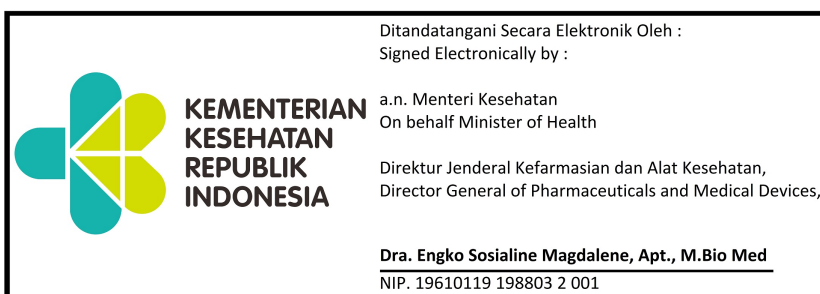 KEMENTERIAN
KESEHATAN
REPUBLIK
INDONESIA
Ditandatangani Secara Elektronik Oleh :
Signed Electronically by :
a.n. Menteri Kesehatan
On behalf Minister of Health
Direktur Jenderal Kefarmasian dan Alat Kesehatan,
Director General of Pharmaceuticals and Medical Devices,
Dra. Engko Sosialine Magdalene, Apt., M.Bio Med
NIP. 19610119 198803 2 001